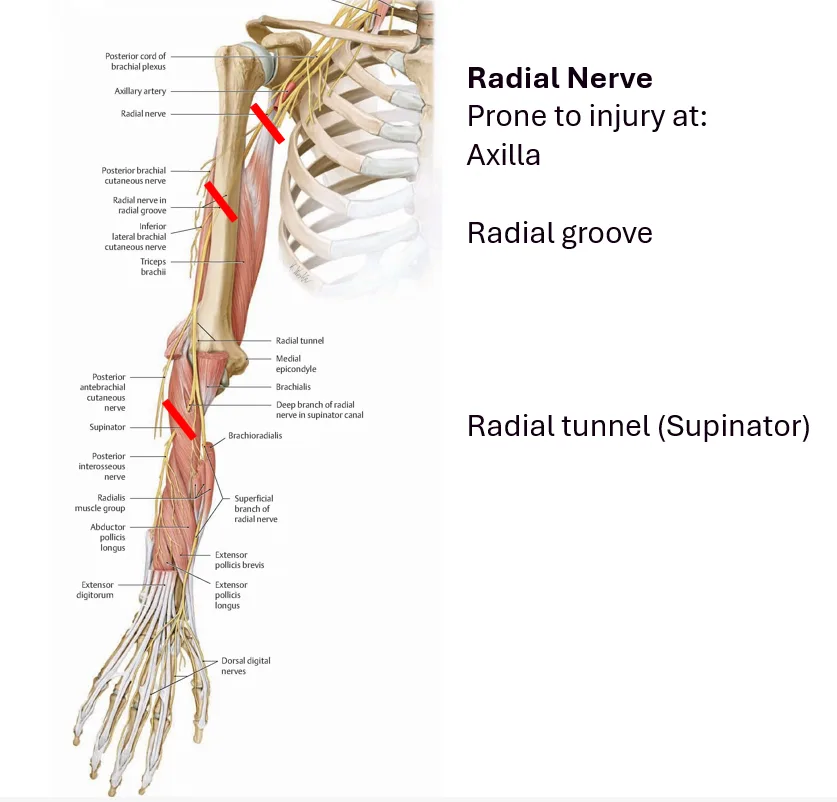 Posterior cord of
brachial plexus
Axillary artery
Radial nerve
Posterior brachial
cutaneous nerve
Radial nerve in
radial groove
Inferior
lateral brachial
cutaneous nerve
Triceps
brachii
Radial tunnel
Medial
epicondyle
Brachialis
Deep branch of radial
nerve in supinator canal
Posterior
antebrachial
cutaneous
nerve
Supinator
Brachioradialis
Posterior
interosseous
nerve
Radialis
muscle group
Superficial
branch of
radial nerve
Abductor
pollicis
longus
Extensor
pollicis brevis
Extensor
digitorum
Extensor
pollicis
longus
Dorsal digital
nerves
Radial Nerve
Prone to injury at:
Axilla
Radial groove
Radial tunnel (Supinator)